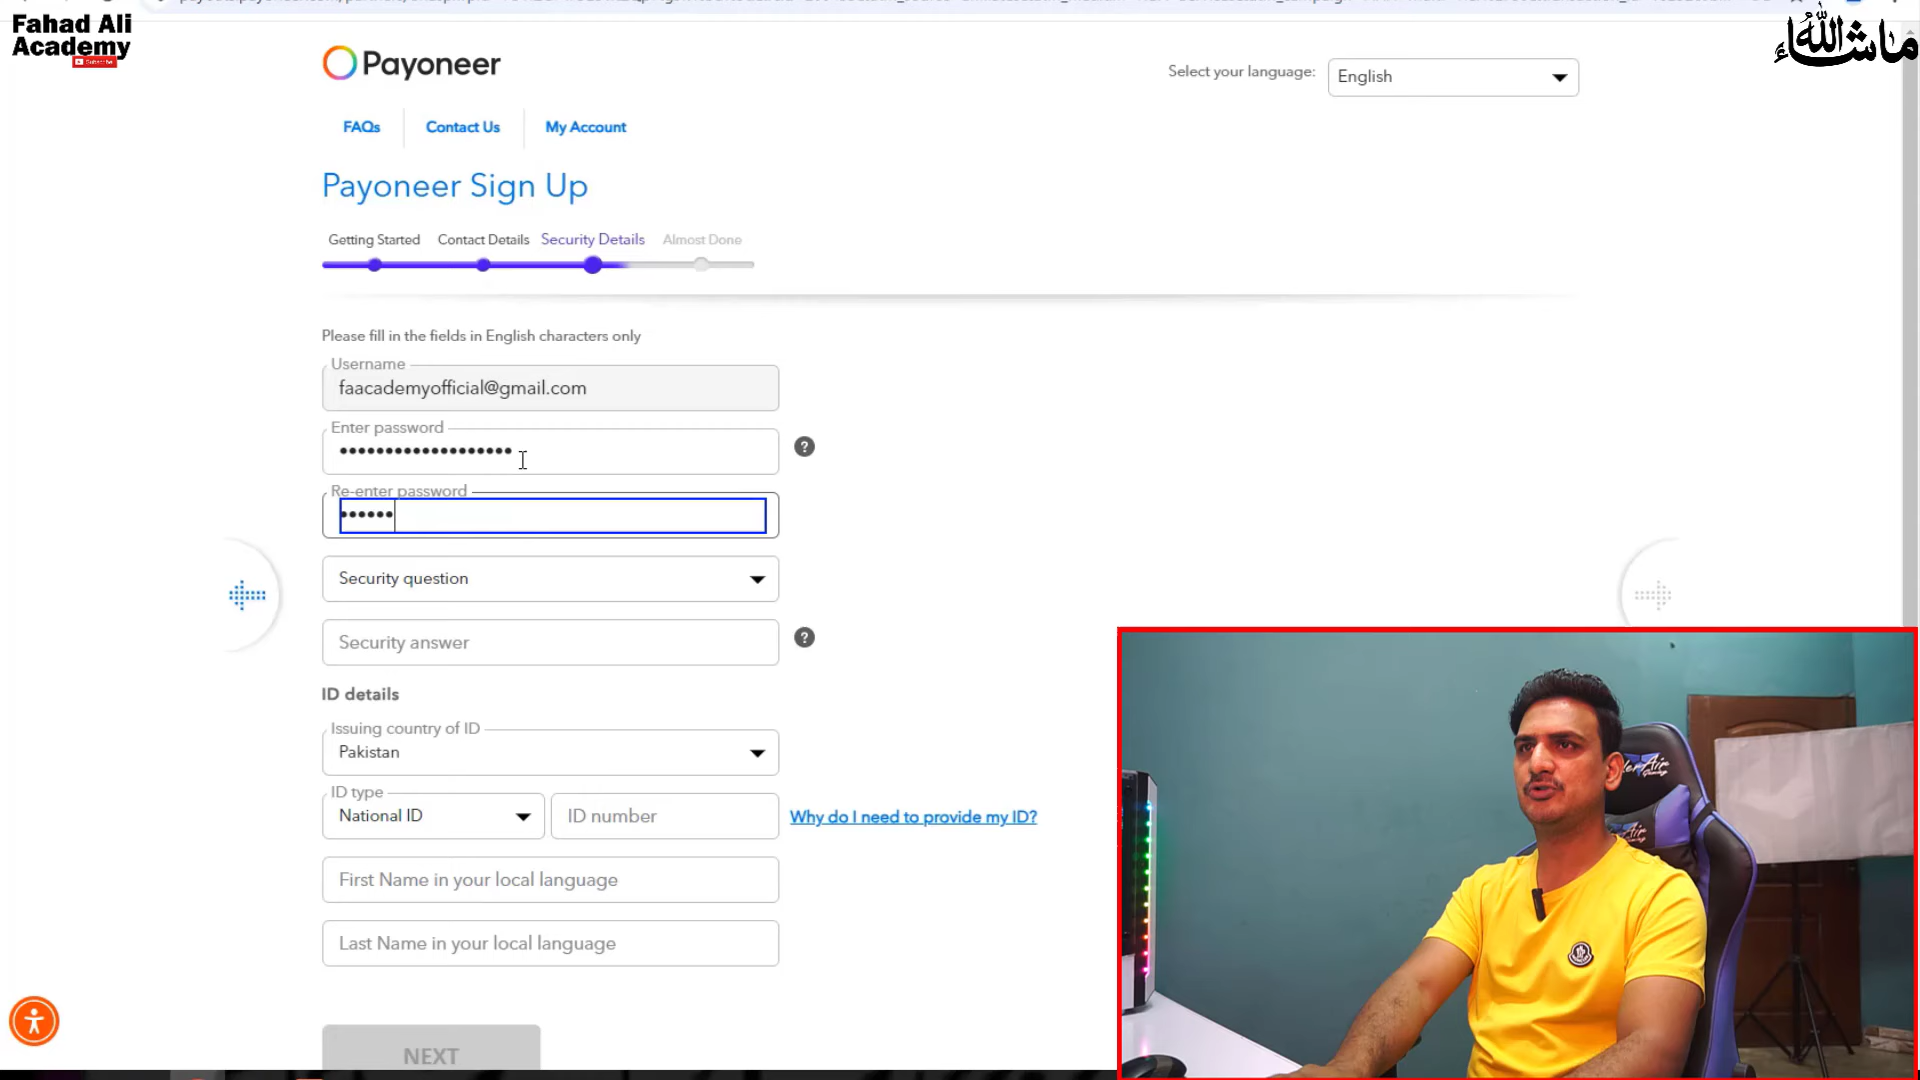 Fahad Ali
Academy
Subscribe
ماشاءالله
Payoneer
Select your language:
English
FAQs
Contact Us
My Account
Payoneer Sign Up
Getting Started
Contact Details
Security Details
Almost Done
Please fill in the fields in English characters only
Username
faacademyofficial@gmail.com
Enter password
•••••••••••••••••••
?
Re-enter password
••••••
Security question
Security answer
?
ID details
Issuing country of ID
Pakistan
ID type
National ID
ID number
Why do I need to provide my ID?
First Name in your local language
Last Name in your local language
NEXT